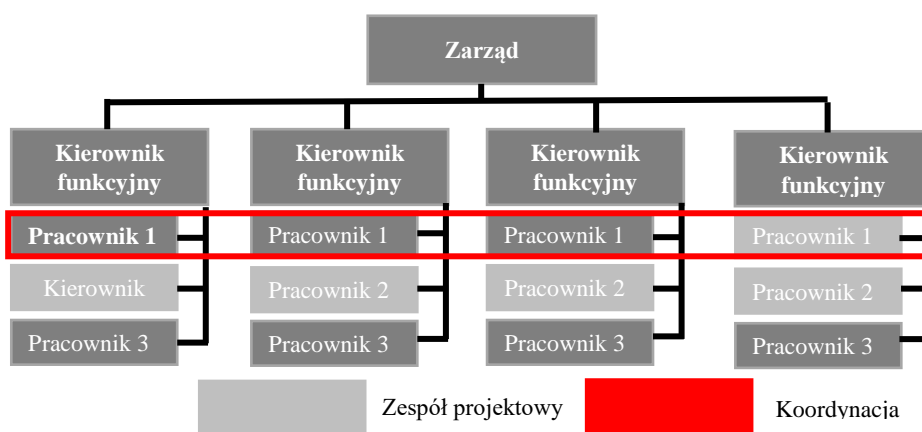 Zarząd
Kierownik
funkcyjny
Kierownik
funkcyjny
Kierownik
funkcyjny
Kierownik
funkcyjny
Pracownik 1
Pracownik 1
Pracownik 1
Pracownik 1
Kierownik
Pracownik 2
Pracownik 2
Pracownik 2
Pracownik 3
Pracownik 3
Pracownik 3
Pracownik 3
Zespół projektowy
Koordynacja